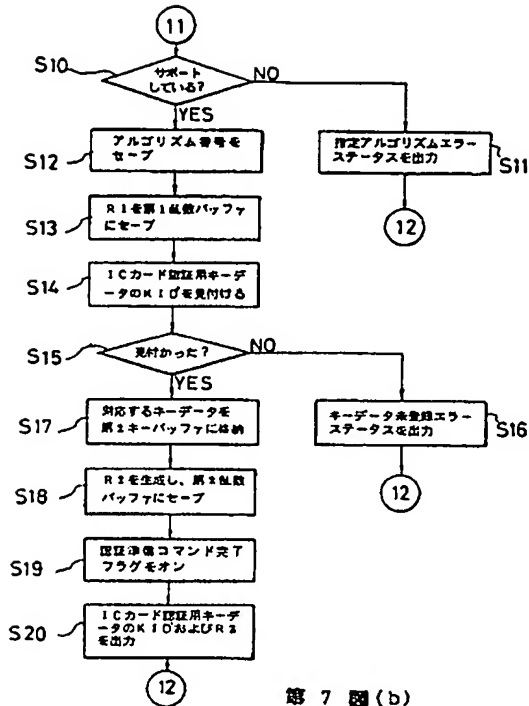 11
S10
サポート
している?
NO
YES
S12
アルゴリズム番号を
セーブ
指定アルゴリズムエラー
ステータスを出力
S11
12
S13
R1を第1乱数バッファ
にセーブ
S14
ICカード認証用キーデ
ータのKIDを見付ける
S15
見付かった?
NO
YES
S17
対応するキーデータを
第2キーバッファに格納
キーデータ未登録エラー
ステータスを出力
S16
12
S18
R2を生成し、第2乱数
バッファにセーブ
S19
認証準備コマンド完了
フラグをオン
S20
ICカード認証用キーデ
ータのKIDおよびR2
を出力
12
第 7 図(b)